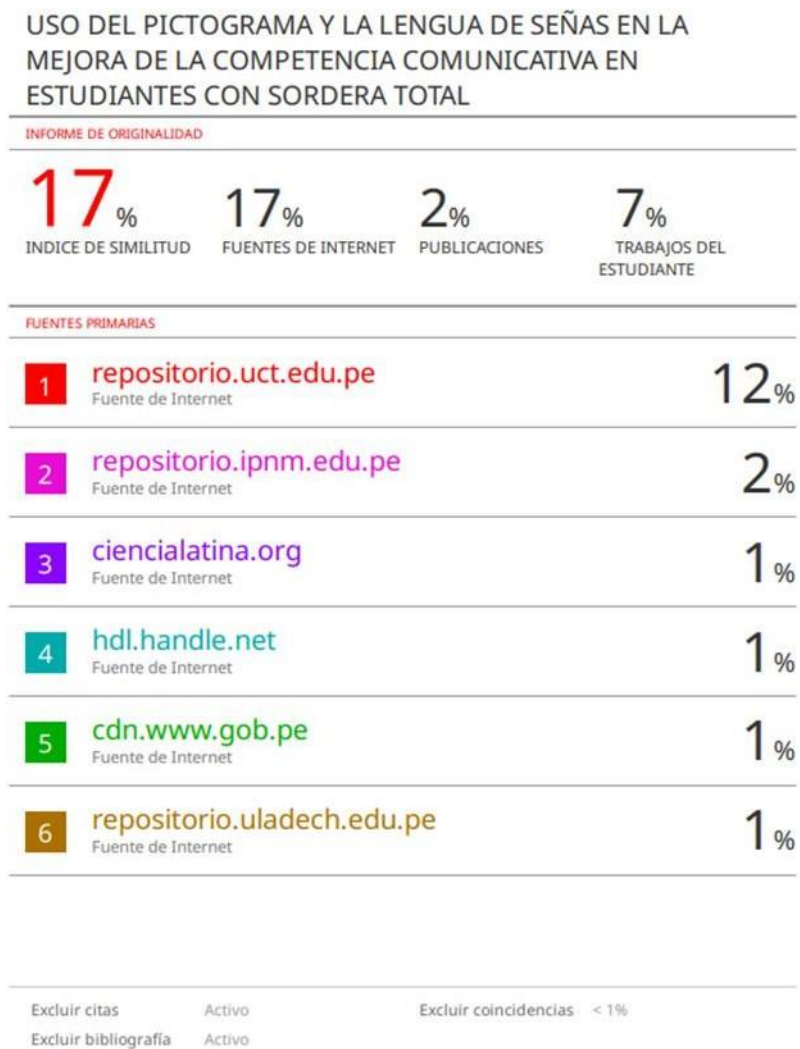 USO DEL PICTOGRAMA Y LA LENGUA DE SEÑAS EN LA
MEJORA DE LA COMPETENCIA COMUNICATIVA EN
ESTUDIANTES CON SORDERA TOTAL
INFORME DE ORIGINALIDAD
17% 17% 2% 7%
INDICE DE SIMILITUD FUENTES DE INTERNET PUBLICACIONES TRABAJOS DEL
ESTUDIANTE
FUENTES PRIMARIAS
1 repositorio.uct.edu.pe 12%
Fuente de Internet
2 repositorio.ipnm.edu.pe 2%
Fuente de Internet
3 ciencialatina.org 1%
Fuente de Internet
4 hdl.handle.net 1%
Fuente de Internet
5 cdn.www.gob.pe 1%
Fuente de Internet
6 repositorio.uladech.edu.pe 1%
Fuente de Internet
Excluir citas Activo Excluir coincidencias < 1%
Excluir bibliografía Activo